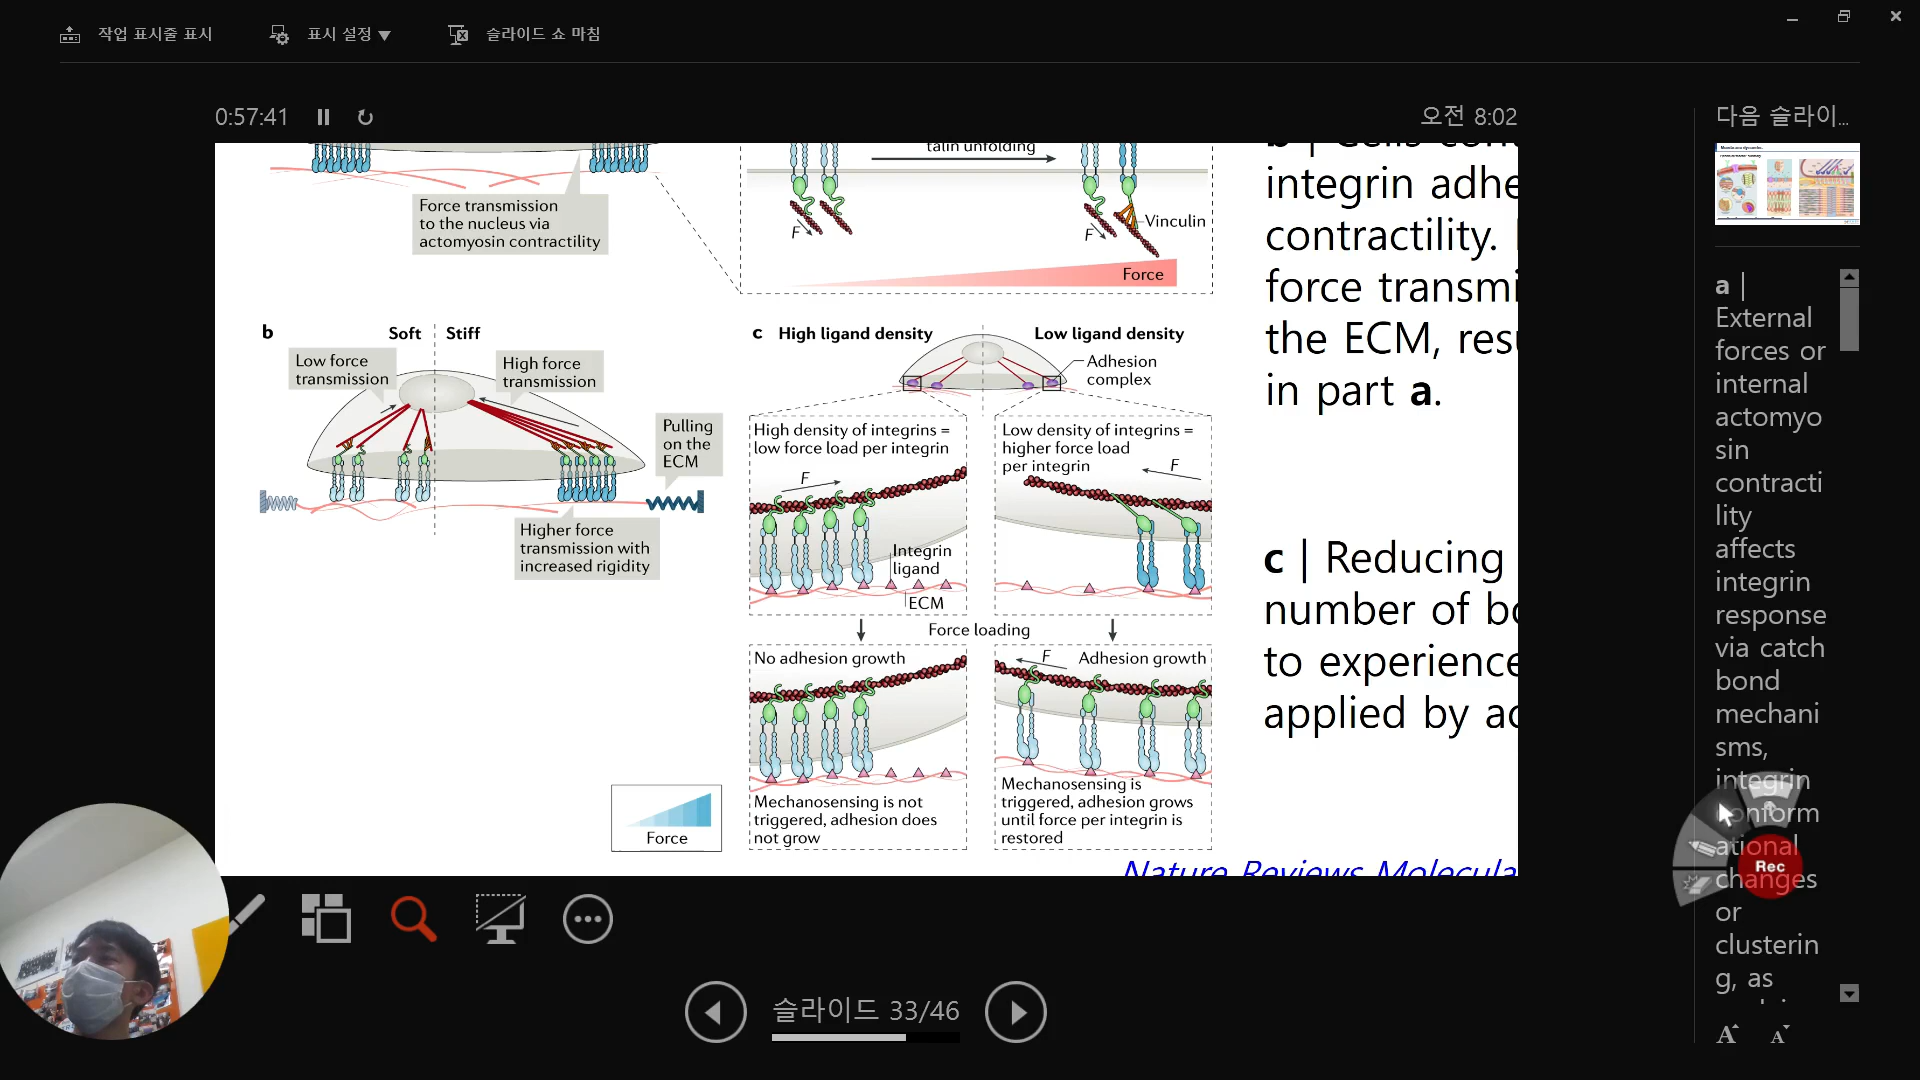 작업 표시줄 표시
표시 설정 ▼
슬라이드 쇼 마침
0:57:41
오전 8:02
다음 슬라이...
talin unfolding
Force transmission
to the nucleus via
actomyosin contractility
F
F
Vinculin
Force
b
Soft
Stiff
Low force
transmission
High force
transmission
Pulling
on the
ECM
Higher force
transmission with
increased rigidity
Force
c
High ligand density
Low ligand density
Adhesion
complex
High density of integrins =
low force load per integrin
F
Integrin
ligand
ECM
Low density of integrins =
higher force load
per integrin
F
Force loading
No adhesion growth
Mechanosensing is not
triggered, adhesion does
not grow
F
Adhesion growth
Mechanosensing is
triggered, adhesion grows
until force per integrin is
restored
integrin adhe
contractility.
force transmi
the ECM, resu
in part a.
c | Reducing
number of bo
to experience
applied by ac
Nature Reviews Molecula
a |
External
forces or
internal
actomyo
sin
contracti
lity
affects
integrin
response
via catch
bond
mechani
sms,
integrin
conform
ational
changes
or
clusterin
g, as
Rec
슬라이드 33/46
A A